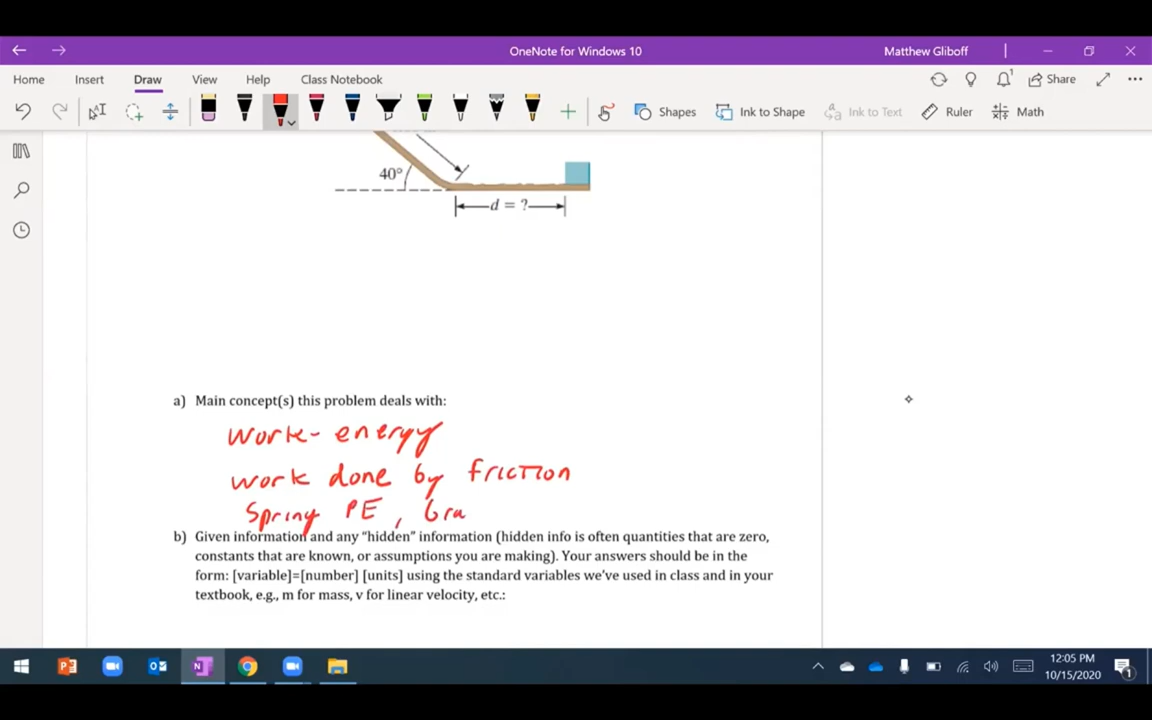 OneNote for Windows 10
Matthew Gliboff
Home Insert Draw View Help Class Notebook
Share
Shapes Ink to Shape Ink to Text Ruler Math
40°
d = ?
a) Main concept(s) this problem deals with:
Work-energy
work done by friction
Spring PE, Gra
b) Given information and any “hidden” information (hidden info is often quantities that are zero,
constants that are known, or assumptions you are making). Your answers should be in the
form: [variable]=[number] [units] using the standard variables we’ve used in class and in your
textbook, e.g., m for mass, v for linear velocity, etc.:
12:05 PM
10/15/2020